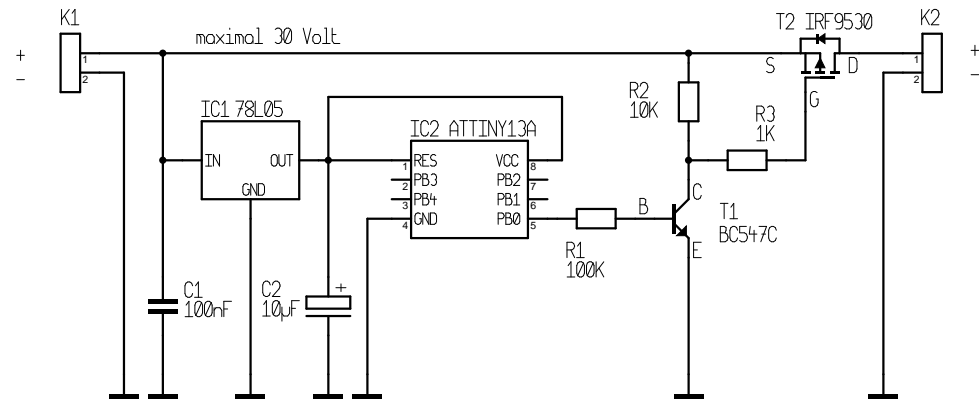 K1
maximal 30 Volt
T2 IRF9530
K2
+
-
1
2
S
D
G
+
-
1
2
IC1 78L05
IN
OUT
GND
IC2 ATTINY13A
RES
PB3
PB4
GND
1
2
3
4
VCC
PB2
PB1
PB0
8
7
6
5
R2
10K
R3
1K
R1
100K
B
C
E
T1
BC547C
C1
100nF
C2
10µF
+